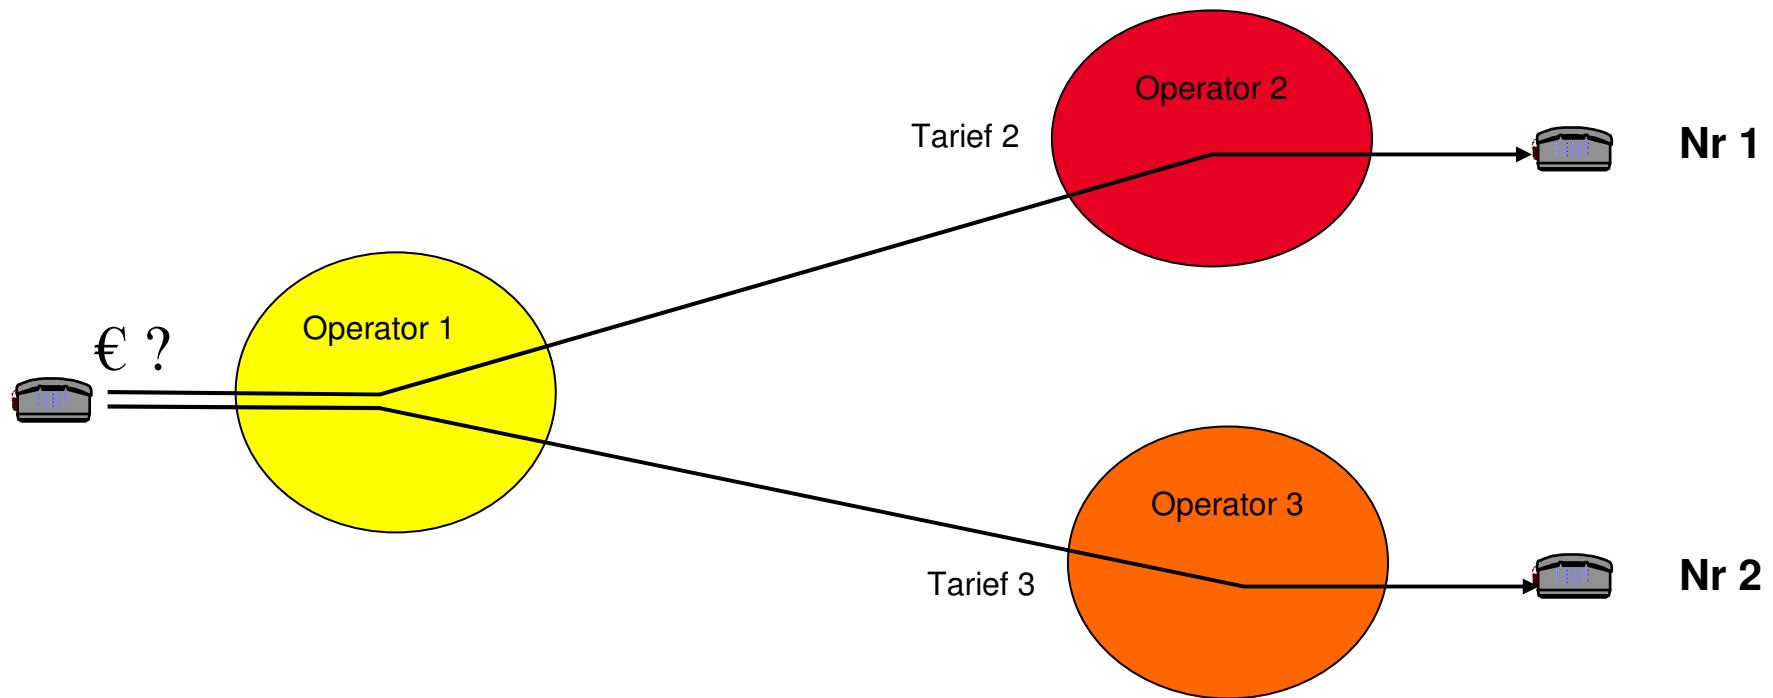 Operator 2
Tarief 2
Nr 1
Operator 1
€ ?
Operator 3
Tarief 3
Nr 2